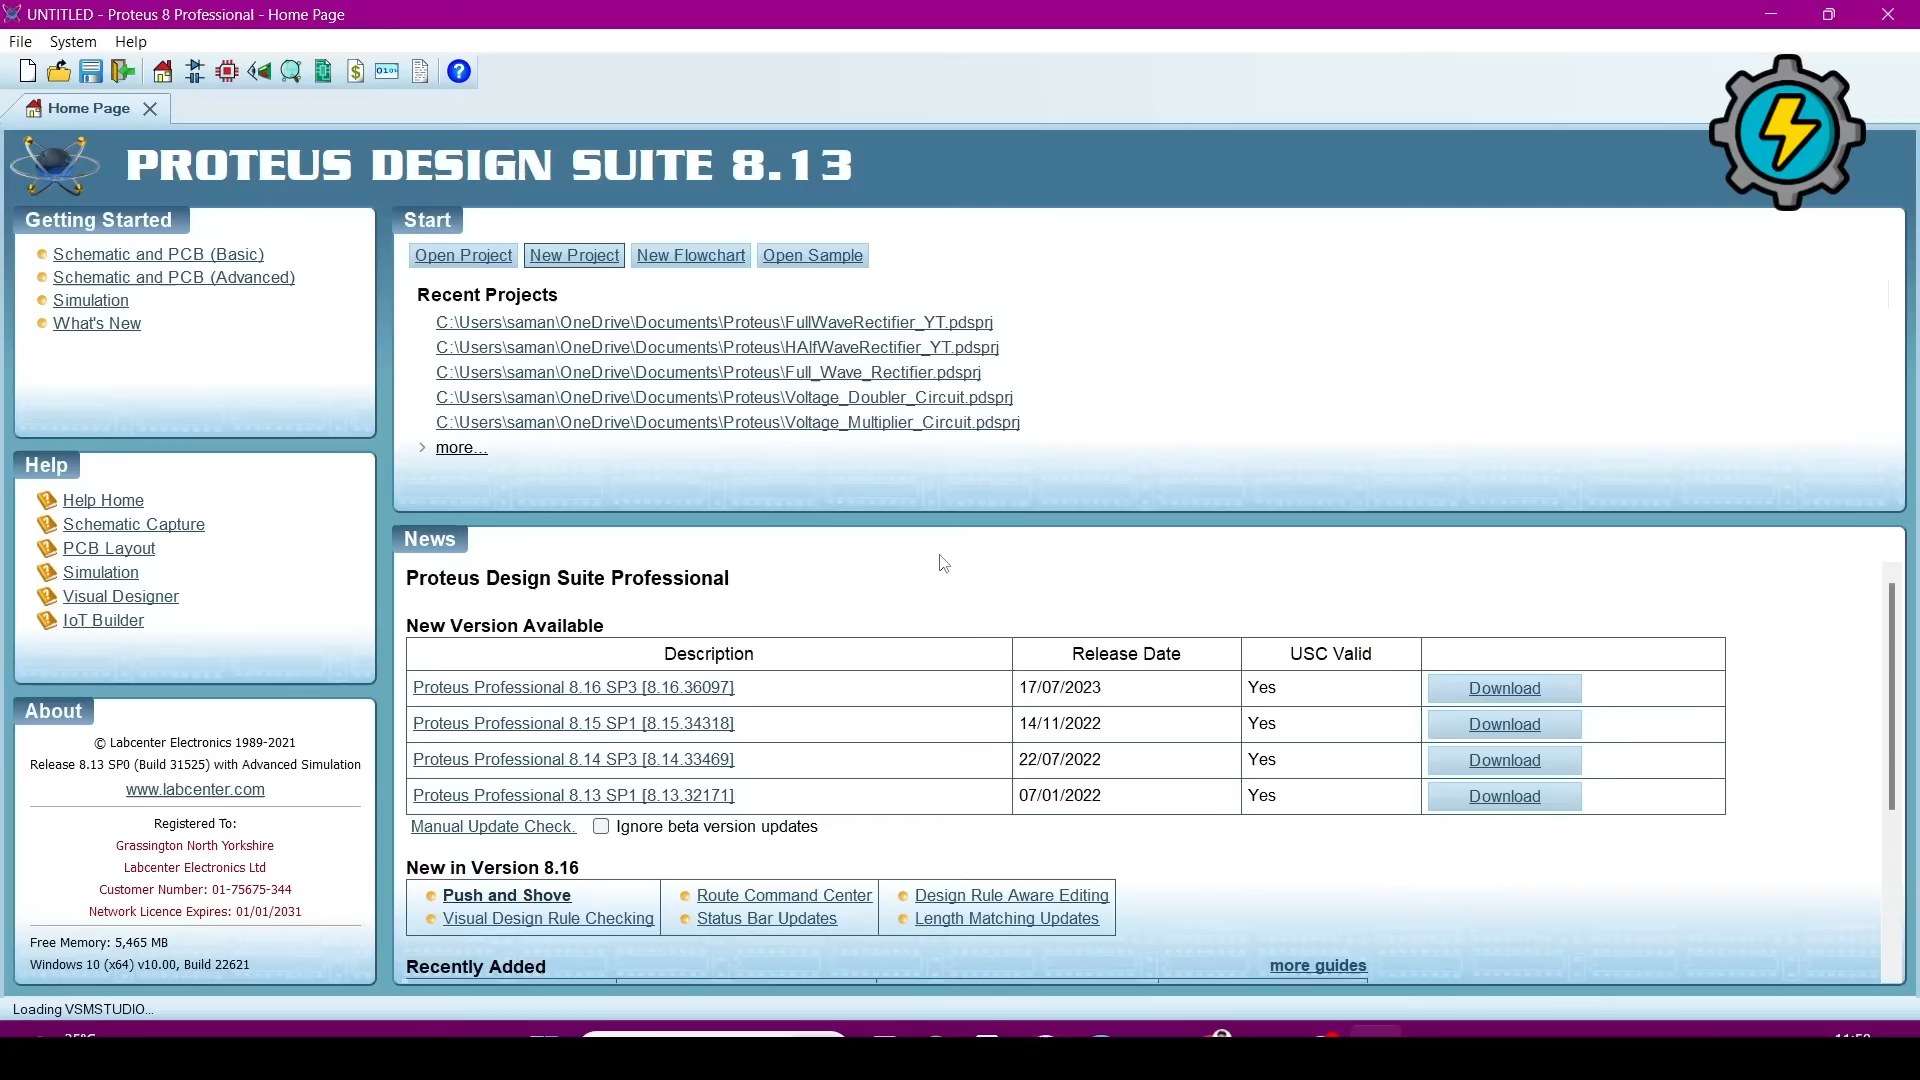 UNTITLED - Proteus 8 Professional - Home Page
File System Help
Home Page
PROTEUS DESIGN SUITE 8.13
Getting Started
Schematic and PCB (Basic)
Schematic and PCB (Advanced)
Simulation
What's New
Start
Open Project New Project New Flowchart Open Sample
Recent Projects
C:\Users\saman\OneDrive\Documents\Proteus\FullWaveRectifier_YT.pdsprj
C:\Users\saman\OneDrive\Documents\Proteus\HAlfWaveRectifier_YT.pdsprj
C:\Users\saman\OneDrive\Documents\Proteus\Full_Wave_Rectifier.pdsprj
C:\Users\saman\OneDrive\Documents\Proteus\Voltage_Doubler_Circuit.pdsprj
C:\Users\saman\OneDrive\Documents\Proteus\Voltage_Multiplier_Circuit.pdsprj
more...
Help
Help Home
Schematic Capture
PCB Layout
Simulation
Visual Designer
IoT Builder
News
Proteus Design Suite Professional
New Version Available
Description Release Date USC Valid
Proteus Professional 8.16 SP3 [8.16.36097] 17/07/2023 Yes Download
Proteus Professional 8.15 SP1 [8.15.34318] 14/11/2022 Yes Download
Proteus Professional 8.14 SP3 [8.14.33469] 22/07/2022 Yes Download
Proteus Professional 8.13 SP1 [8.13.32171] 07/01/2022 Yes Download
Manual Update Check. Ignore beta version updates
New in Version 8.16
Push and Shove Route Command Center Design Rule Aware Editing
Visual Design Rule Checking Status Bar Updates Length Matching Updates
Recently Added more guides
About
© Labcenter Electronics 1989-2021
Release 8.13 SP0 (Build 31525) with Advanced Simulation
www.labcenter.com
Registered To:
Grassington North Yorkshire
Labcenter Electronics Ltd
Customer Number: 01-75675-344
Network Licence Expires: 01/01/2031
Free Memory: 5,465 MB
Windows 10 (x64) v10.00, Build 22621
Loading VSMSTUDIO...